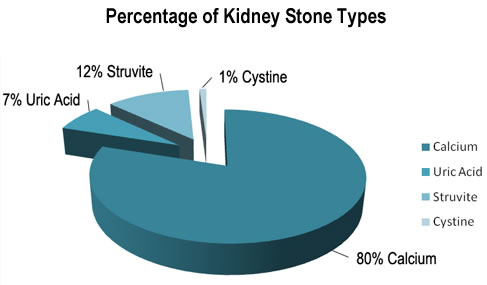 Percentage of Kidney Stone Types
12% Struvite
1% Cystine
7% Uric Acid
Calcium
Uric Acid
Struvite
Cystine
80% Calcium